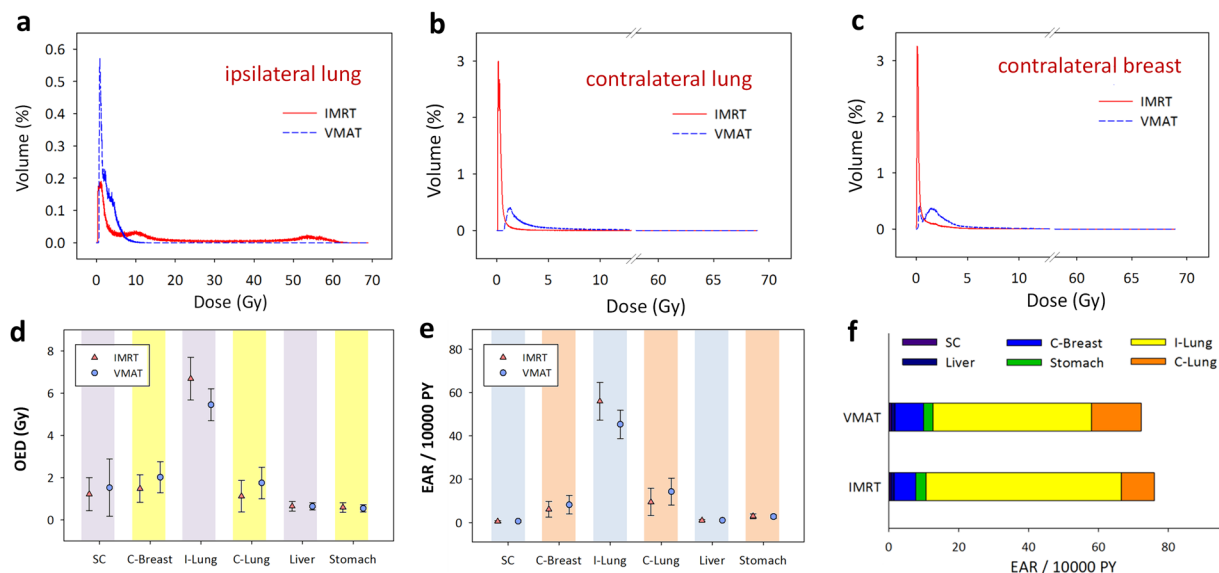 a
ipsilateral lung
IMRT
VMAT
Volume (%)
0.6
0.5
0.4
0.3
0.2
0.1
0.0
0 10 20 30 40 50 60 70
Dose (Gy)
b
contralateral lung
IMRT
VMAT
Volume (%)
3
2
1
0
0 5 10 60 65 70
Dose (Gy)
c
contralateral breast
IMRT
VMAT
Volume (%)
3
2
1
0
0 5 10 60 65 70
Dose (Gy)
d
IMRT
VMAT
OED (Gy)
8
6
4
2
0
SC C-Breast I-Lung C-Lung Liver Stomach
e
IMRT
VMAT
EAR / 10000 PY
80
60
40
20
0
SC C-Breast I-Lung C-Lung Liver Stomach
f
SC C-Breast I-Lung
Liver Stomach C-Lung
VMAT
IMRT
0 20 40 60 80
EAR / 10000 PY